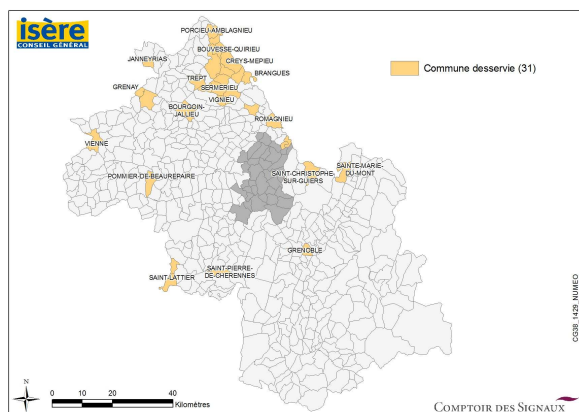 isère
CONSEIL GÉNÉRAL
PORCIEU-AMBLAGNIEU
BOUVESSE-QUIRIEU
CREYS-MEPIEU
JANNEYRIAS
BRANGUES
TREPT
SERMERIEU
GRENAY
VIGNIEU
BOURGOIN-
JALLIEU
ROMAGNIEU
VIENNE
SAINTE-MARIE-
DU-MONT
SAINT-CHRISTOPHE-
SUR-GUIERS
POMMIER-DE-BEAUREPAIRE
GRENOBLE
SAINT-PIERRE-
DE-CHERENNES
SAINT-LATTIER
Commune desservie (31)
CG38_1429_NUMEO
N
0 10 20 40
Kilomètres
COMPTOIR DES SIGNAUX